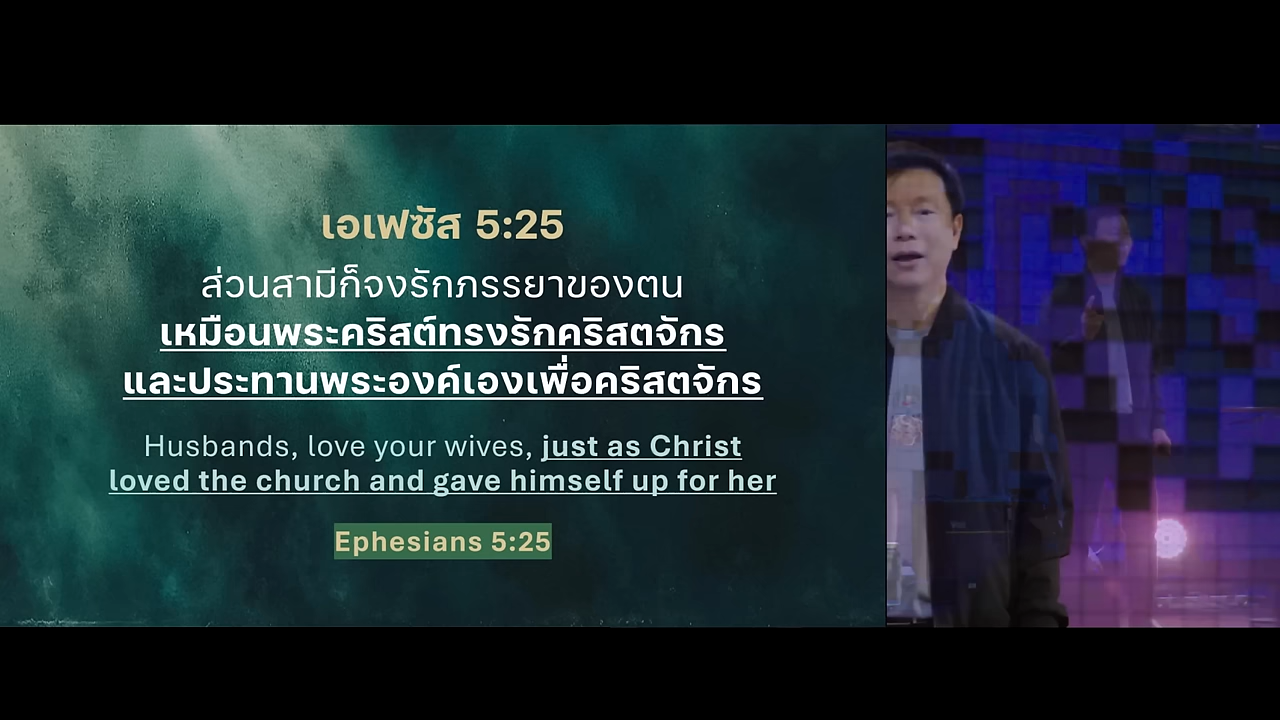 เอเฟซัส 5:25
ส่วนสามีก็จงรักภรรยาของตน
เหมือนพระคริสต์ทรงรักคริสตจักร
และประทานพระองค์เองเพื่อคริสตจักร
Husbands, love your wives, just as Christ
loved the church and gave himself up for her
Ephesians 5:25